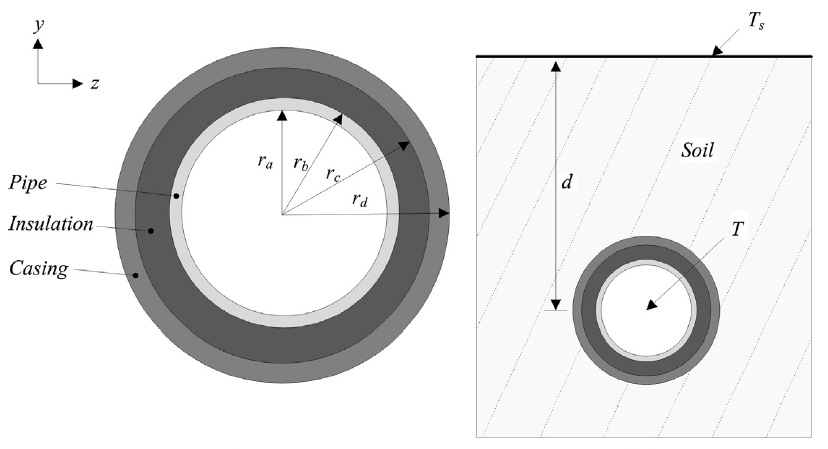 y
z
r_a
r_b
r_c
r_d
Pipe
Insulation
Casing
T_s
Soil
d
T